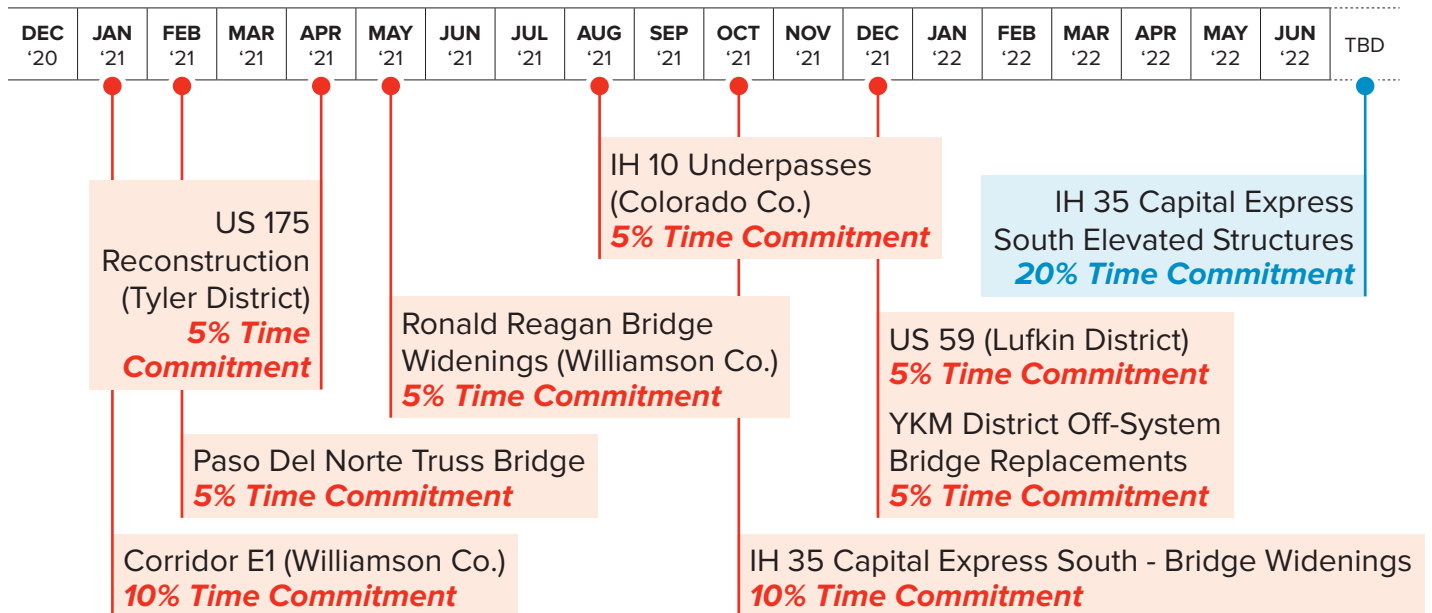 DEC JAN FEB MAR APR MAY JUN JUL AUG SEP OCT NOV DEC JAN FEB MAR APR MAY JUN TBD
‘20 ‘21 ‘21 ‘21 ‘21 ‘21 ‘21 ‘21 ‘21 ‘21 ‘21 ‘21 ‘21 ‘22 ‘22 ‘22 ‘22 ‘22 ‘22
US 175
Reconstruction
(Tyler District)
5% Time
Commitment
IH 10 Underpasses
(Colorado Co.)
5% Time Commitment
IH 35 Capital Express
South Elevated Structures
20% Time Commitment
Ronald Reagan Bridge
Widenings (Williamson Co.)
5% Time Commitment
US 59 (Lufkin District)
5% Time Commitment
YKM District Off-System
Bridge Replacements
5% Time Commitment
Paso Del Norte Truss Bridge
5% Time Commitment
Corridor E1 (Williamson Co.)
10% Time Commitment
IH 35 Capital Express South - Bridge Widenings
10% Time Commitment